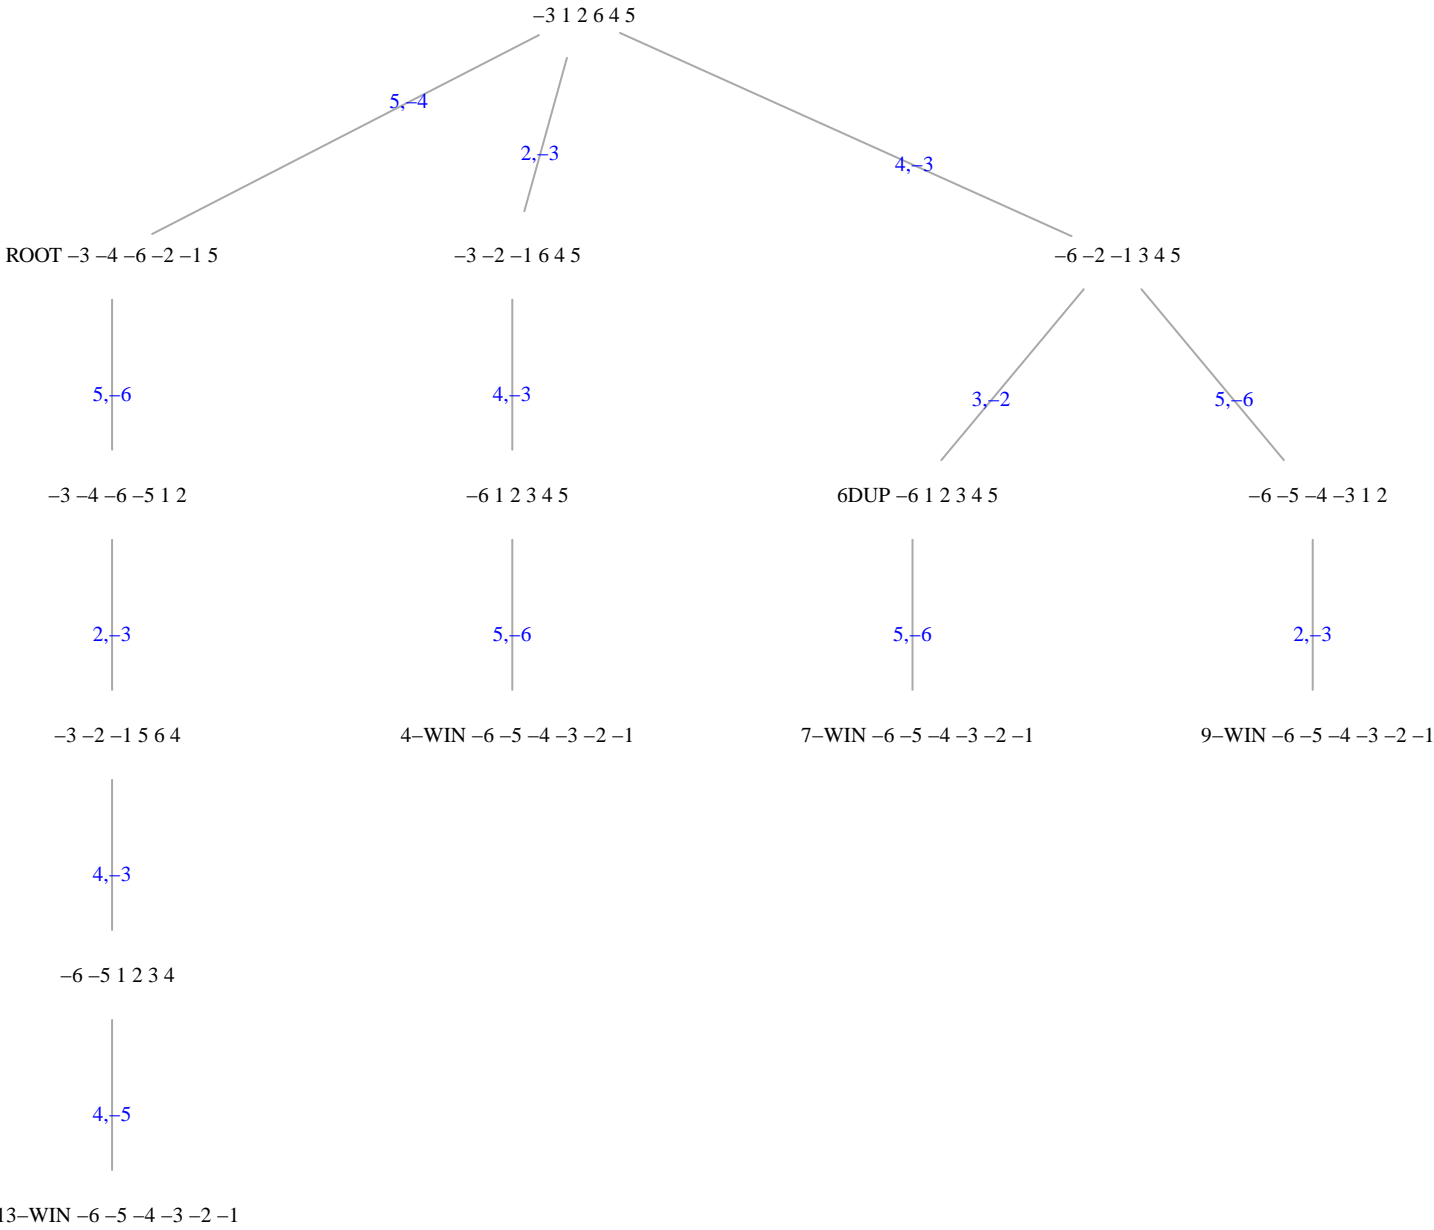 −3 1 2 6 4 5
5,−4
2,−3
4,−3
ROOT −3 −4 −6 −2 −1 5
−3 −2 −1 6 4 5
−6 −2 −1 3 4 5
5,−6
4,−3
3,−2
5,−6
−3 −4 −6 −5 1 2
−6 1 2 3 4 5
6DUP −6 1 2 3 4 5
−6 −5 −4 −3 1 2
2,−3
5,−6
5,−6
2,−3
−3 −2 −1 5 6 4
4−WIN −6 −5 −4 −3 −2 −1
7−WIN −6 −5 −4 −3 −2 −1
9−WIN −6 −5 −4 −3 −2 −1
4,−3
−6 −5 1 2 3 4
4,−5
13−WIN −6 −5 −4 −3 −2 −1